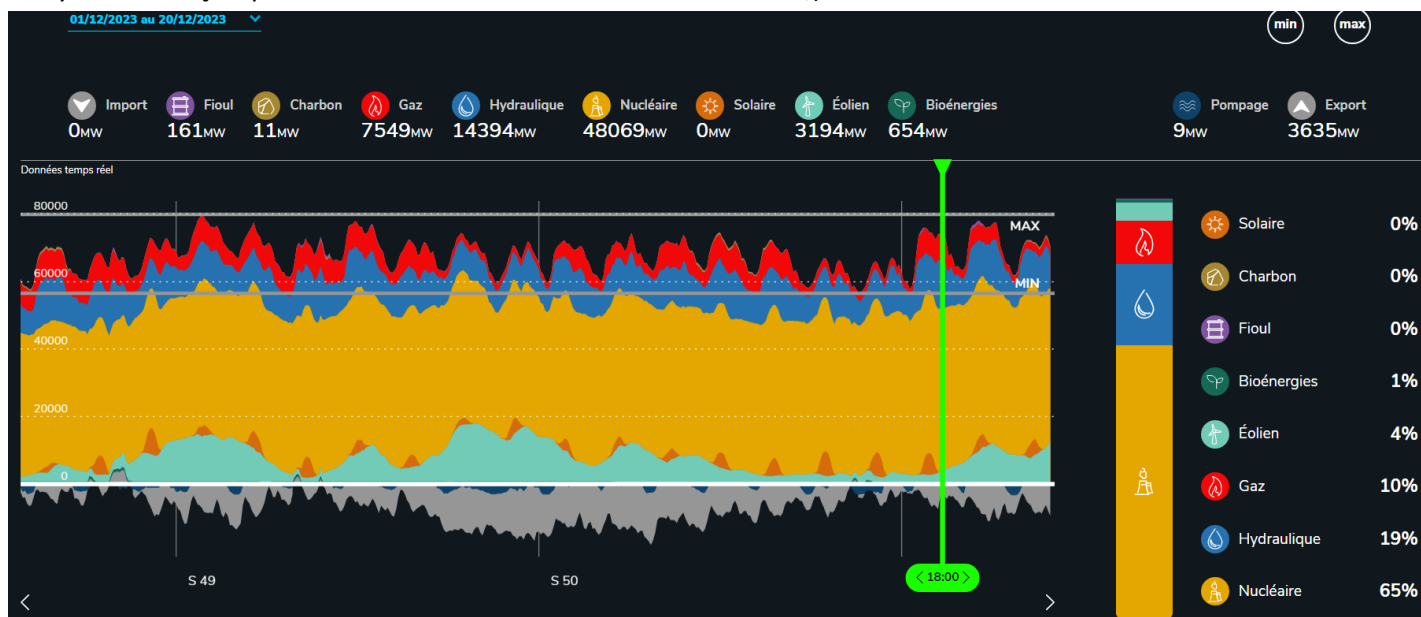 01/12/2023 au 20/12/2023
min max
Import Fioul Charbon Gaz Hydraulique Nucléaire Solaire Éolien Bioénergies Pompage Export
0MW 161MW 11MW 7549MW 14394MW 48069MW 0MW 3194MW 654MW 9MW 3635MW
Données temps réel
80000
MAX
60000
MIN
40000
20000
0
S 49 S 50
< 18:00 >
Solaire 0%
Charbon 0%
Fioul 0%
Bioénergies 1%
Éolien 4%
Gaz 10%
Hydraulique 19%
Nucléaire 65%